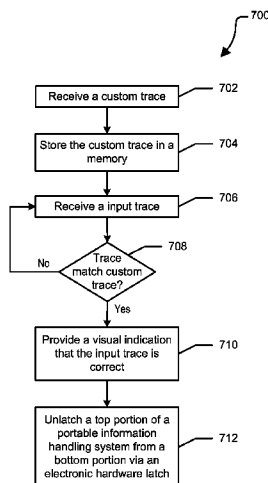 700
Receive a custom trace
702
Store the custom trace in a
memory
704
Receive a input trace
706
Trace
match custom
trace?
708
No
Yes
Provide a visual indication
that the input trace is
correct
710
Unlatch a top portion of a
portable information
handling system from a
bottom portion via an
electronic hardware latch
712